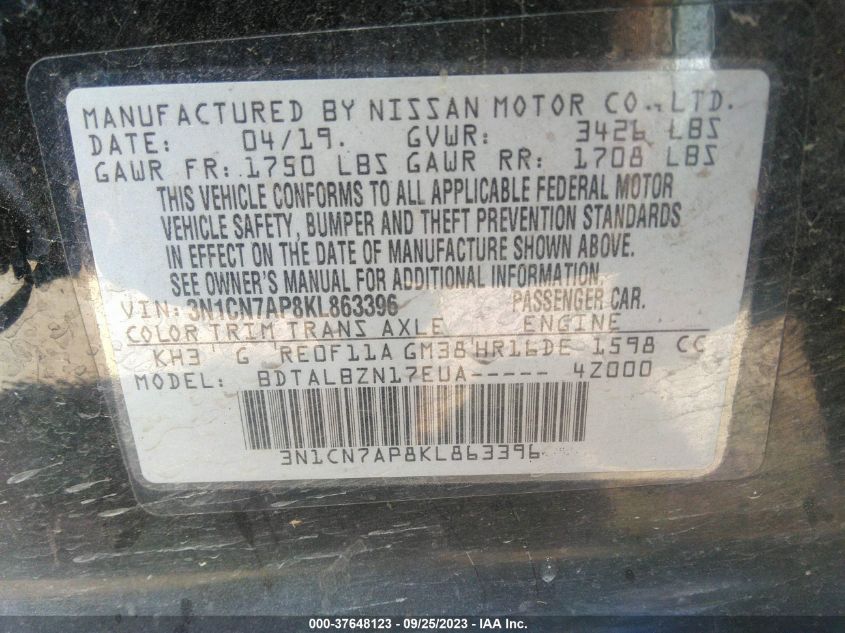 MANUFACTURED BY NISSAN MOTOR CO., LTD.
DATE: 04/19. GVWR: 3426 LBS
GAWR FR: 1750 LBS GAWR RR: 1708 LBS
THIS VEHICLE CONFORMS TO ALL APPLICABLE FEDERAL MOTOR
VEHICLE SAFETY, BUMPER AND THEFT PREVENTION STANDARDS
IN EFFECT ON THE DATE OF MANUFACTURE SHOWN ABOVE.
SEE OWNER'S MANUAL FOR ADDITIONAL INFORMATION.
VIN: 3N1CN7AP8KL863396 PASSENGER CAR.
COLOR TRIM TRANS AXLE ENGINE
KH3 G RE0F11A GM38 HR16DE 1598 CC
MODEL: BDTALBZN17EUA----- 4Z000
3N1CN7AP8KL863396
000-37648123 - 09/25/2023 - IAA Inc.